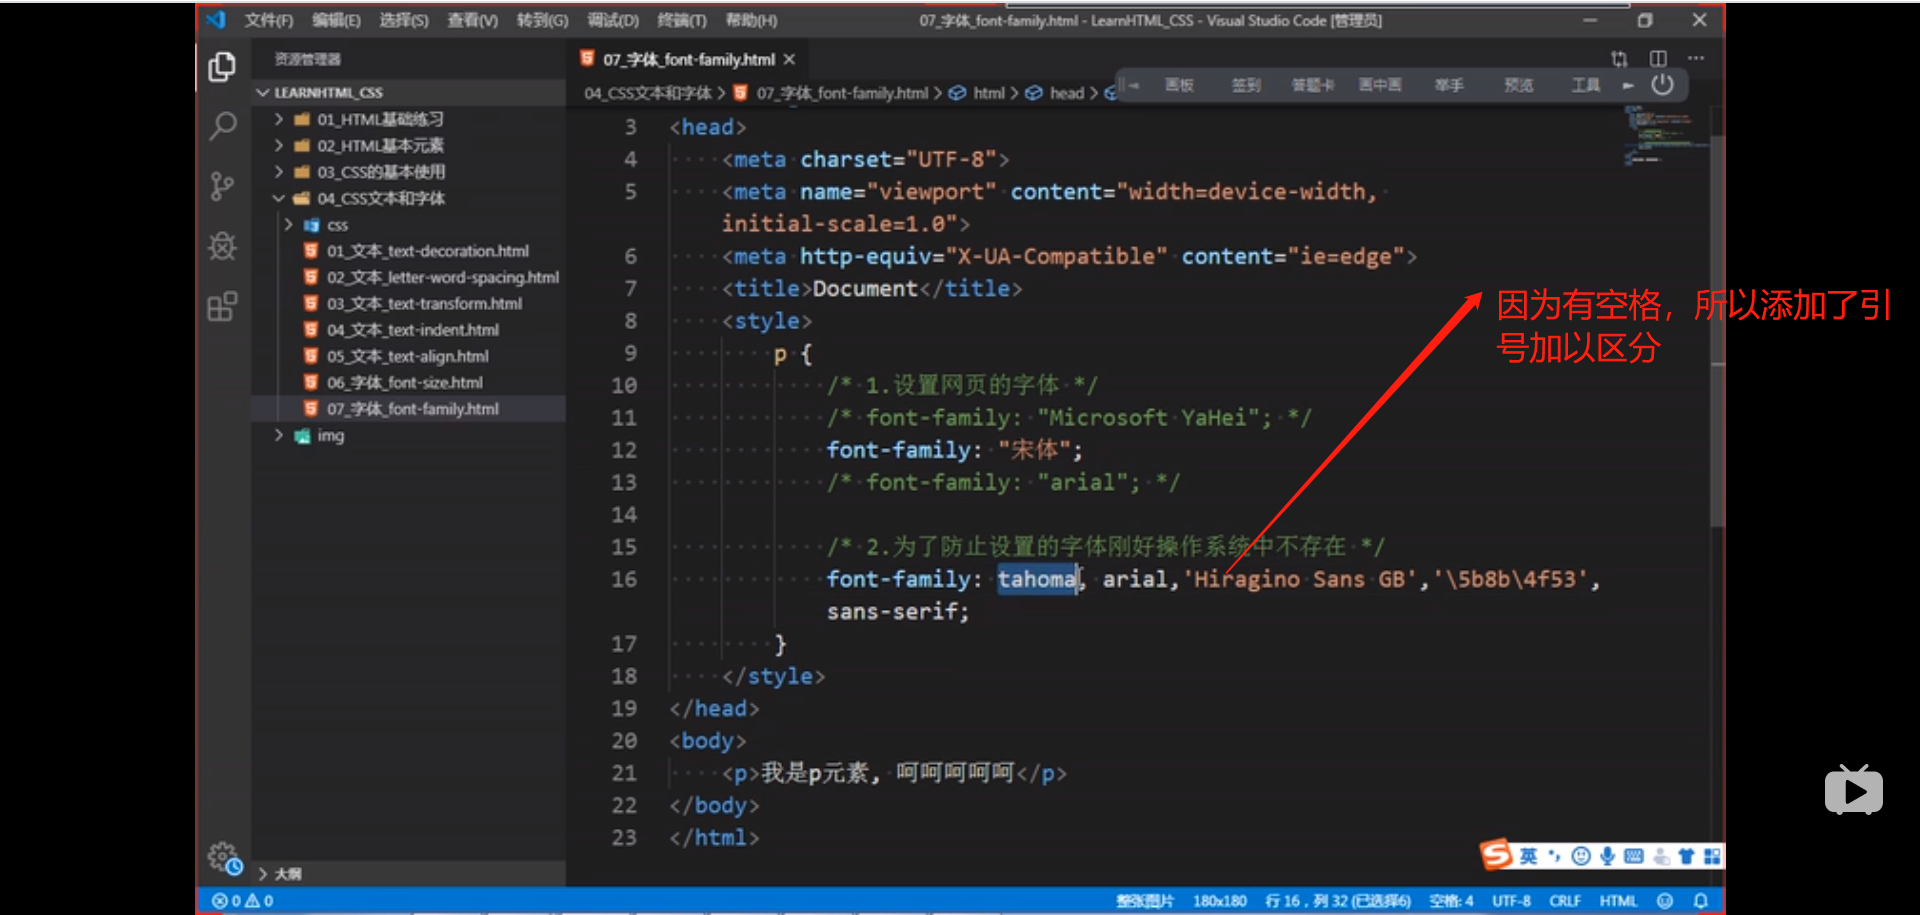 文件(F) 编辑(E) 选择(S) 查看(V) 转到(G) 调试(D) 终端(T) 帮助(H) 07_字体_font-family.html - LearnHTML_CSS - Visual Studio Code [管理员]
资源管理器
07_字体_font-family.html
画板 签到 答题卡 画中画 举手 预览 工具
LEARNHTML_CSS
04_CSS文本和字体 > 07_字体_font-family.html > html > head >
01_HTML基础练习
02_HTML基本元素
03_CSS的基本使用
04_CSS文本和字体
css
01_文本_text-decoration.html
02_文本_letter-word-spacing.html
03_文本_text-transform.html
04_文本_text-indent.html
05_文本_text-align.html
06_字体_font-size.html
07_字体_font-family.html
img
大纲
3 <head>
4 <meta charset="UTF-8">
5 <meta name="viewport" content="width=device-width,
initial-scale=1.0">
6 <meta http-equiv="X-UA-Compatible" content="ie=edge">
7 <title>Document</title>
8 <style>
9 p {
10 /* 1.设置网页的字体 */
11 /* font-family: "Microsoft YaHei"; */
12 font-family: "宋体";
13 /* font-family: "arial"; */
14
15 /* 2.为了防止设置的字体刚好操作系统中不存在 */
16 font-family: tahoma, arial,'Hiragino Sans GB','\5b8b\4f53',
sans-serif;
17 }
18 </style>
19 </head>
20 <body>
21 <p>我是p元素, 呵呵呵呵呵</p>
22 </body>
23 </html>
因为有空格，所以添加了引
号加以区分
英
0 0 整张图片 180x180 行 16，列 32 (已选择6) 空格: 4 UTF-8 CRLF HTML